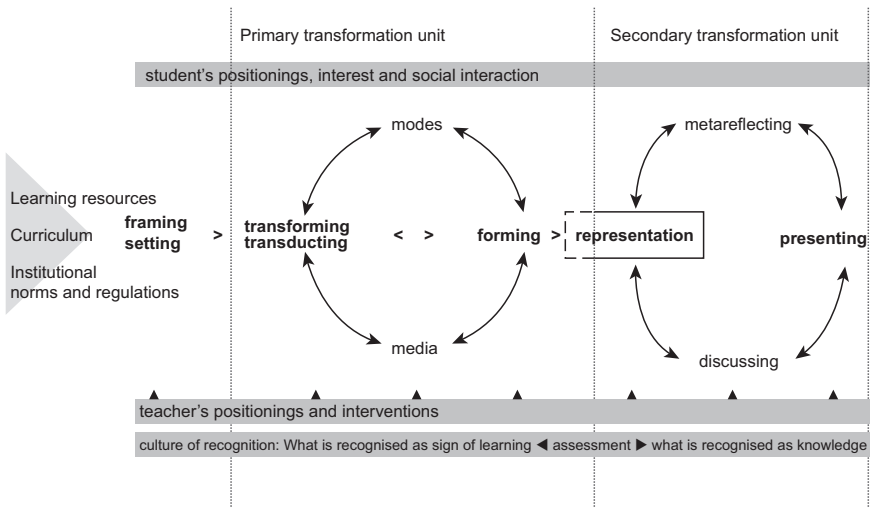 Primary transformation unit
Secondary transformation unit
student's positionings, interest and social interaction
modes
metareflecting
Learning resources
Curriculum
Institutional
norms and regulations
framing
setting
>
transforming
transducting
< >
forming
>
representation
presenting
media
discussing
teacher's positionings and interventions
culture of recognition: What is recognised as sign of learning ◀ assessment ▶ what is recognised as knowledge